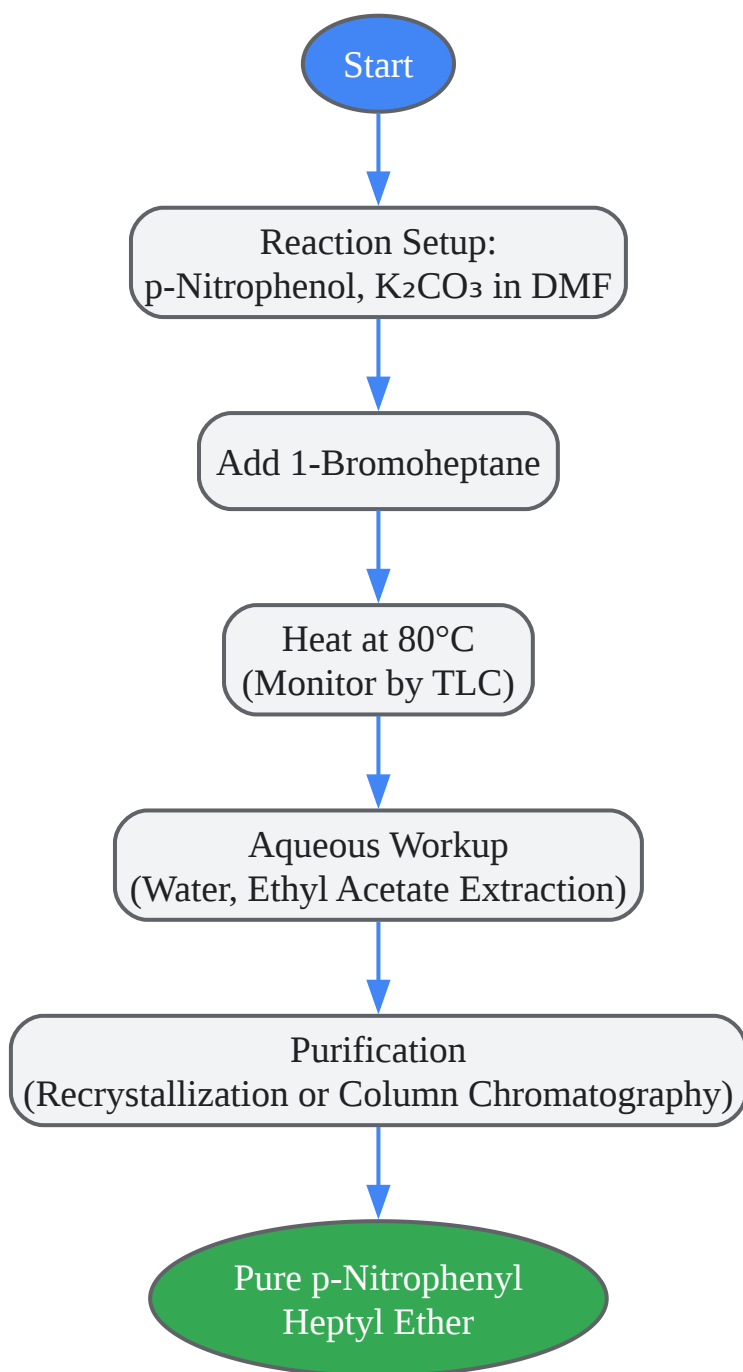 Start
Reaction Setup:
p-Nitrophenol, K₂CO₃ in DMF
Add 1-Bromoheptane
Heat at 80°C
(Monitor by TLC)
Aqueous Workup
(Water, Ethyl Acetate Extraction)
Purification
(Recrystallization or Column Chromatography)
Pure p-Nitrophenyl
Heptyl Ether